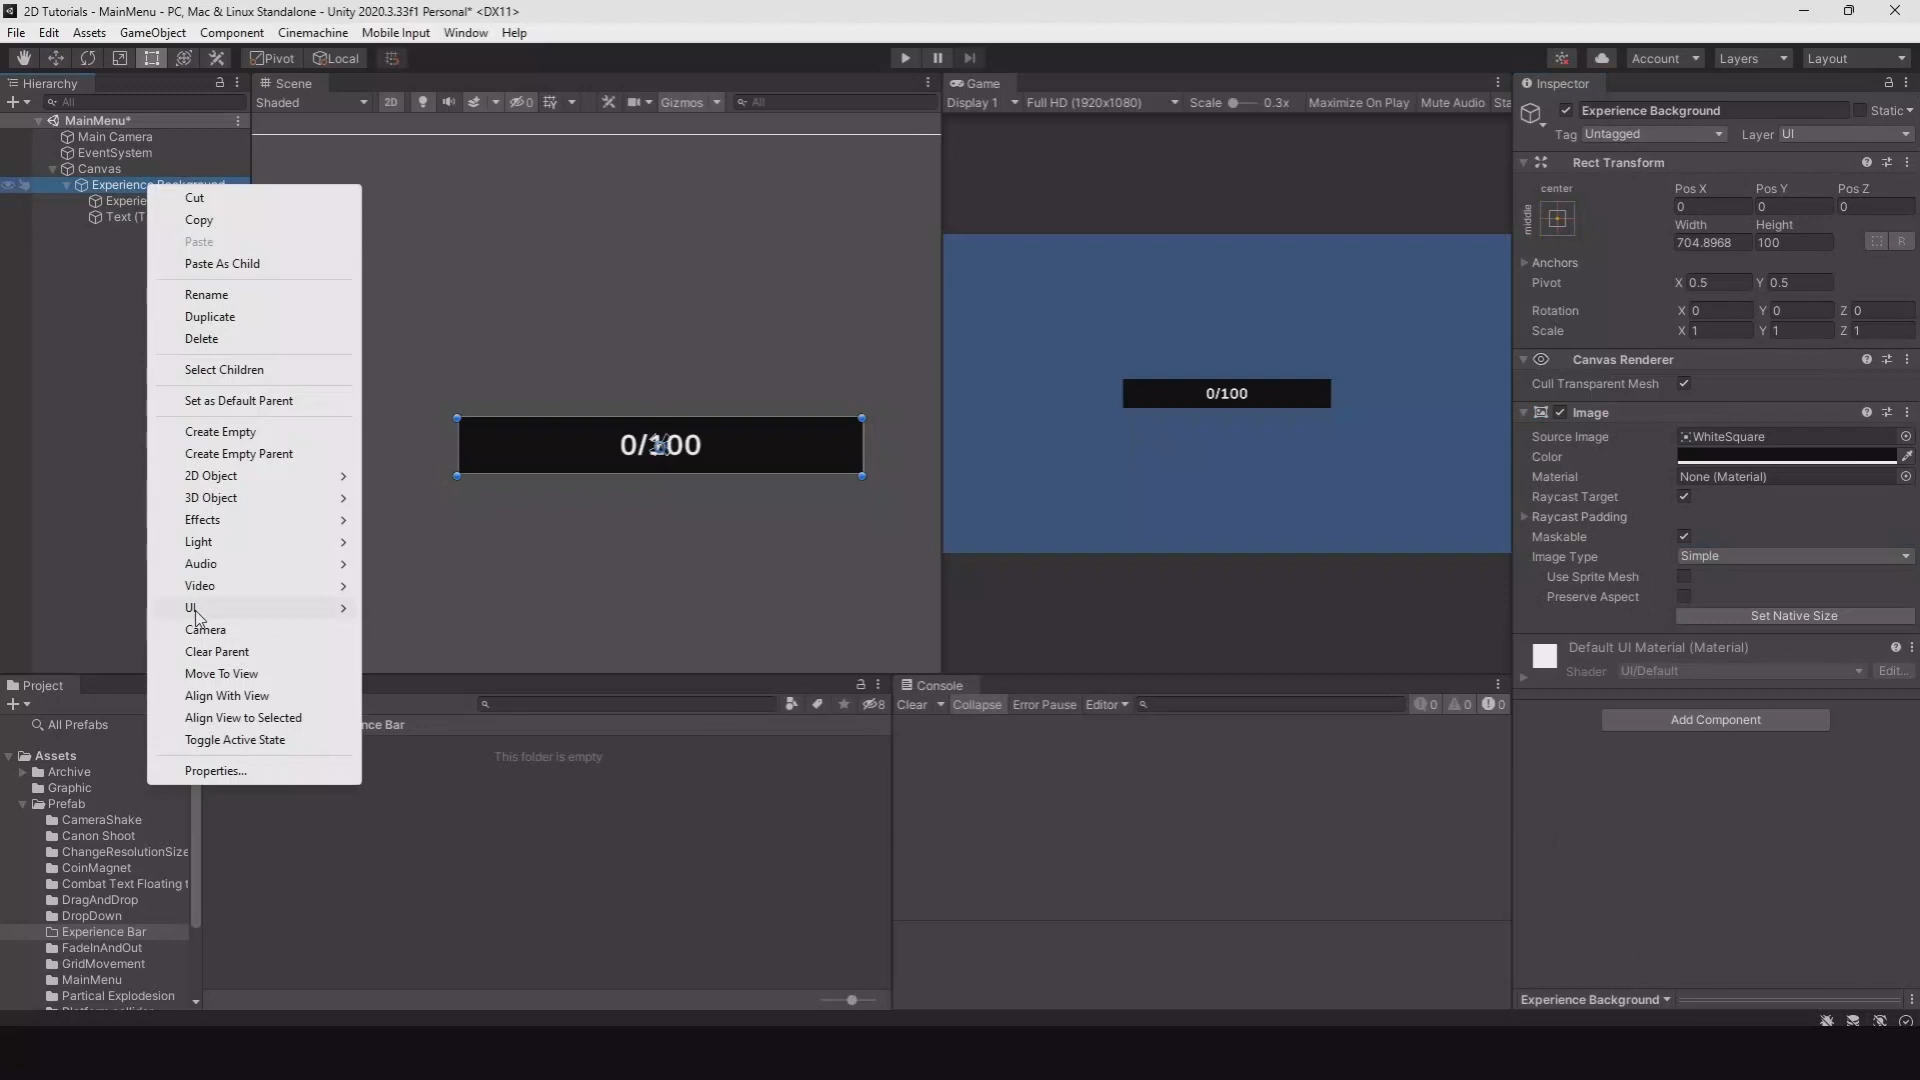 2D Tutorials - MainMenu - PC, Mac & Linux Standalone - Unity 2020.3.33f1 Personal* <DX11>
File Edit Assets GameObject Component Cinemachine Mobile Input Window Help
Pivot Local Account Layers Layout
Hierarchy
All
MainMenu*
Main Camera
EventSystem
Canvas
Experience Background
Experie
Text (T
Cut
Copy
Paste
Paste As Child
Rename
Duplicate
Delete
Select Children
Set as Default Parent
Create Empty
Create Empty Parent
2D Object
3D Object
Effects
Light
Audio
Video
UI
Camera
Clear Parent
Move To View
Align With View
Align View to Selected
Toggle Active State
Properties...
Scene
Shaded 2D 0 Gizmos All
0/100
Game
Display 1 Full HD (1920x1080) Scale 0.3x Maximize On Play Mute Audio Sta
0/100
Inspector
Experience Background Static
Tag Untagged Layer UI
Rect Transform
center
middle
Pos X Pos Y Pos Z
0 0 0
Width Height
704.8968 100 R
Anchors
Pivot X 0.5 Y 0.5
Rotation X 0 Y 0 Z 0
Scale X 1 Y 1 Z 1
Canvas Renderer
Cull Transparent Mesh
Image
Source Image WhiteSquare
Color
Material None (Material)
Raycast Target
Raycast Padding
Maskable
Image Type Simple
Use Sprite Mesh
Preserve Aspect
Set Native Size
Default UI Material (Material)
Shader UI/Default Edit...
Add Component
Experience Background
Project
8
All Prefabs
Assets
Archive
Graphic
Prefab
CameraShake
Canon Shoot
ChangeResolutionSize
CoinMagnet
Combat Text Floating t
DragAndDrop
DropDown
Experience Bar
FadeInAndOut
GridMovement
MainMenu
Partical Explodesion
nce Bar
This folder is empty
Console
Clear Collapse Error Pause Editor 0 0 0